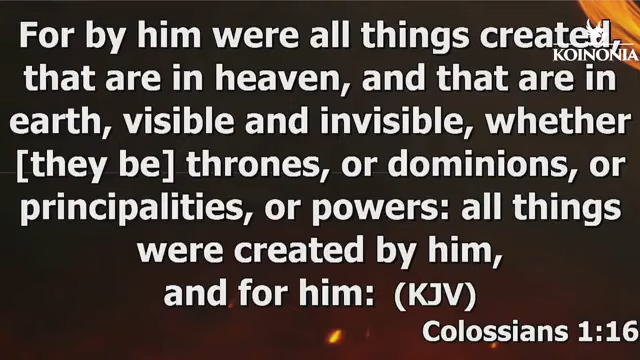 For by him were all things created,
KOINONIA
that are in heaven, and that are in
earth, visible and invisible, whether
[they be] thrones, or dominions, or
principalities, or powers: all things
were created by him,
and for him: (KJV)
Colossians 1:16